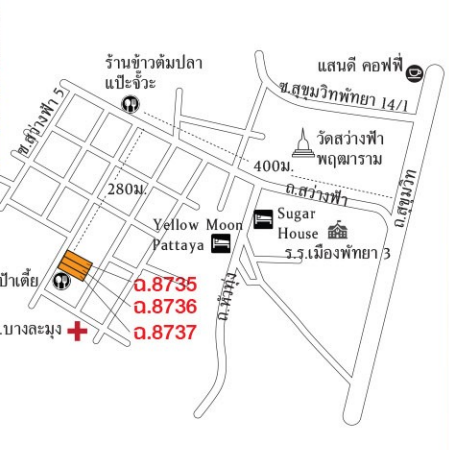 ร้านข้าวต้มปลา
แป๊ะจั๊วะ
แสนดี คอฟฟี่
ซ.สุขุมวิทพัทยา 14/1
ซ.สว่างฟ้า 5
วัดสว่างฟ้า
พฤฒาราม
400ม.
280ม.
ถ.สว่างฟ้า
ถ.สุขุมวิท
Yellow Moon
Pattaya
Sugar
House
ร.ร.เมืองพัทยา 3
ป้าเตี้ย
ฉ.8735
ฉ.8736
ฉ.8737
ถ.หัวทุ่ง
.บางละมุง